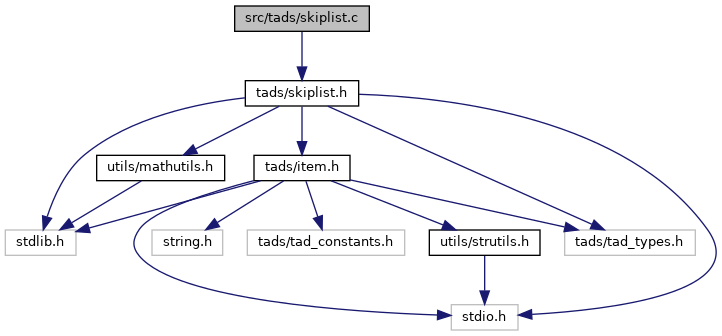 src/tads/skiplist.c
tads/skiplist.h
utils/mathutils.h
tads/item.h
stdlib.h
string.h
tads/tad_constants.h
utils/strutils.h
tads/tad_types.h
stdio.h